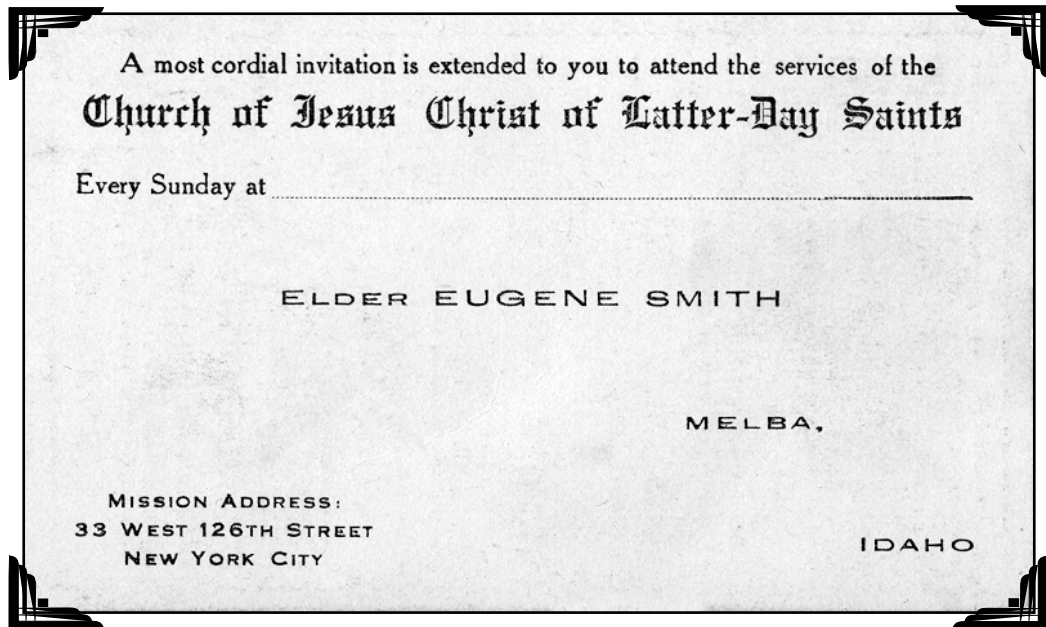 A most cordial invitation is extended to you to attend the services of the
Church of Jesus Christ of Latter-Day Saints
Every Sunday at
ELDER EUGENE SMITH
MELBA,
MISSION ADDRESS:
33 WEST 126TH STREET
NEW YORK CITY
IDAHO